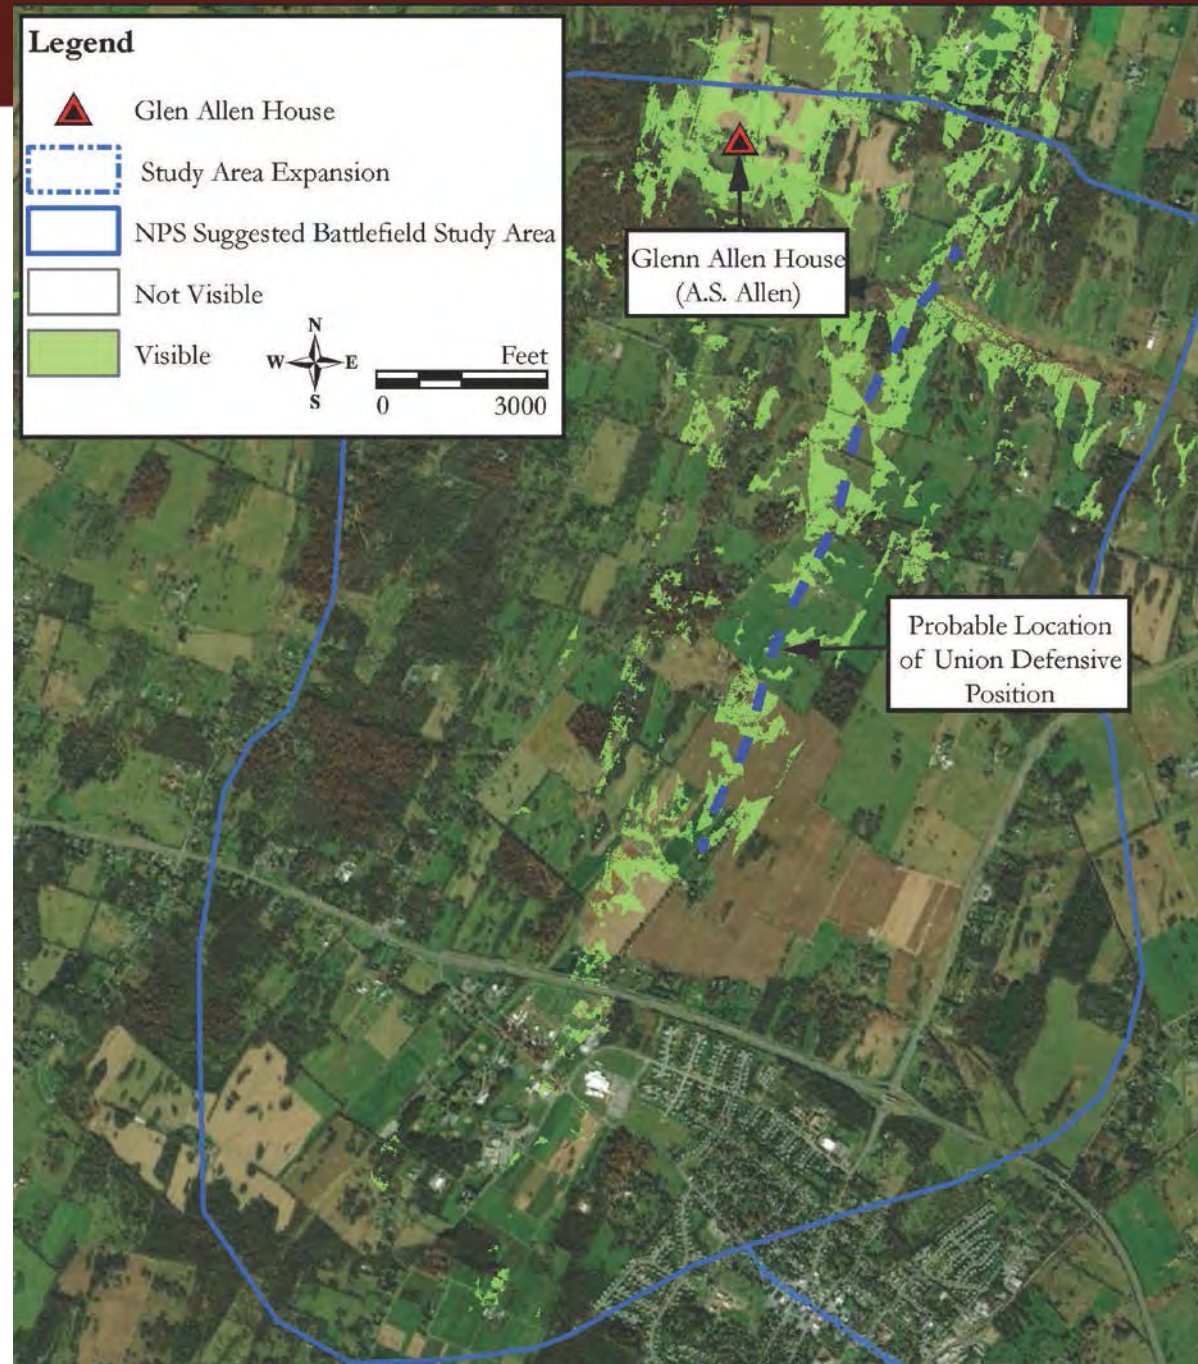 Legend
Glen Allen House
Study Area Expansion
NPS Suggested Battlefield Study Area
Not Visible
Visible
N
W E
S
Feet
0 3000
Glenn Allen House
(A.S. Allen)
Probable Location
of Union Defensive
Position